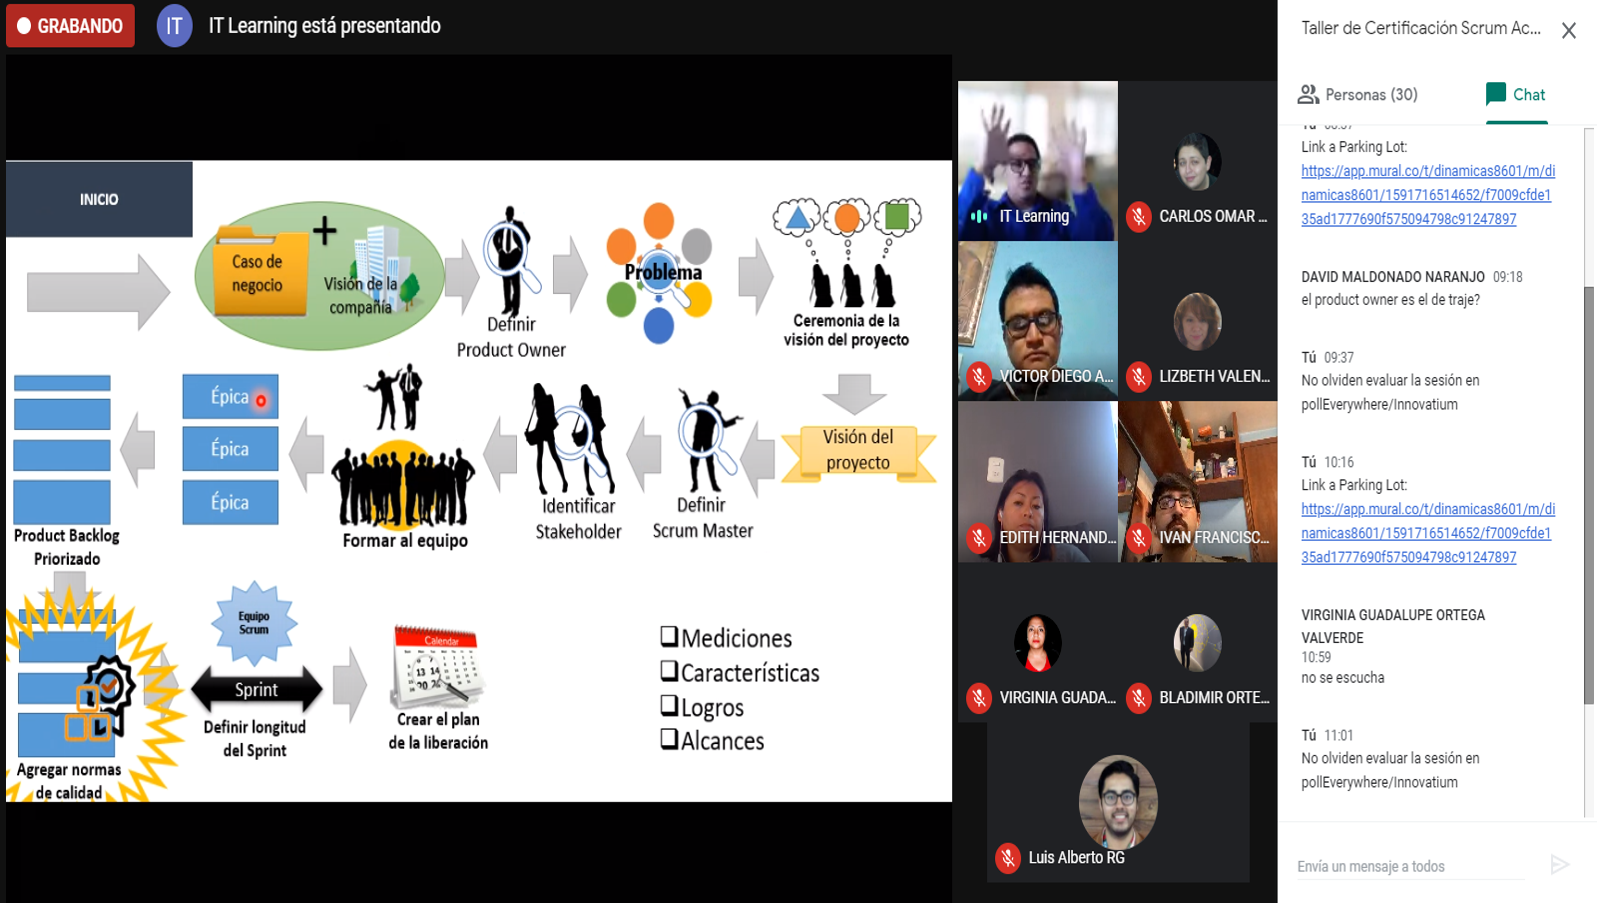 GRABANDO
IT
IT Learning está presentando
INICIO
Caso de
negocio
+
Visión de la
compañía
Definir
Product Owner
Problema
Ceremonia de la
visión del proyecto
Visión del
proyecto
Definir
Scrum Master
Identificar
Stakeholder
Formar al equipo
Épica
Épica
Épica
Product Backlog
Priorizado
Agregar normas
de calidad
Equipo
Scrum
Sprint
Definir longitud
del Sprint
Calendar
13 14
20
Crear el plan
de la liberación
Mediciones
Características
Logros
Alcances
IT Learning
CARLOS OMAR ...
VICTOR DIEGO A...
LIZBETH VALEN...
EDITH HERNAND...
IVAN FRANCISC...
VIRGINIA GUADA...
BLADIMIR ORTE...
Luis Alberto RG
Taller de Certificación Scrum Ac...
Personas (30)
Chat
Link a Parking Lot:
https://app.mural.co/t/dinamicas8601/m/di
namicas8601/1591716514652/f7009cfde1
35ad1777690f575094798c91247897
DAVID MALDONADO NARANJO 09:18
el product owner es el de traje?
Tú 09:37
No olviden evaluar la sesión en
pollEverywhere/Innovatium
Tú 10:16
Link a Parking Lot:
https://app.mural.co/t/dinamicas8601/m/di
namicas8601/1591716514652/f7009cfde1
35ad1777690f575094798c91247897
VIRGINIA GUADALUPE ORTEGA
VALVERDE
10:59
no se escucha
Tú 11:01
No olviden evaluar la sesión en
pollEverywhere/Innovatium
Envía un mensaje a todos